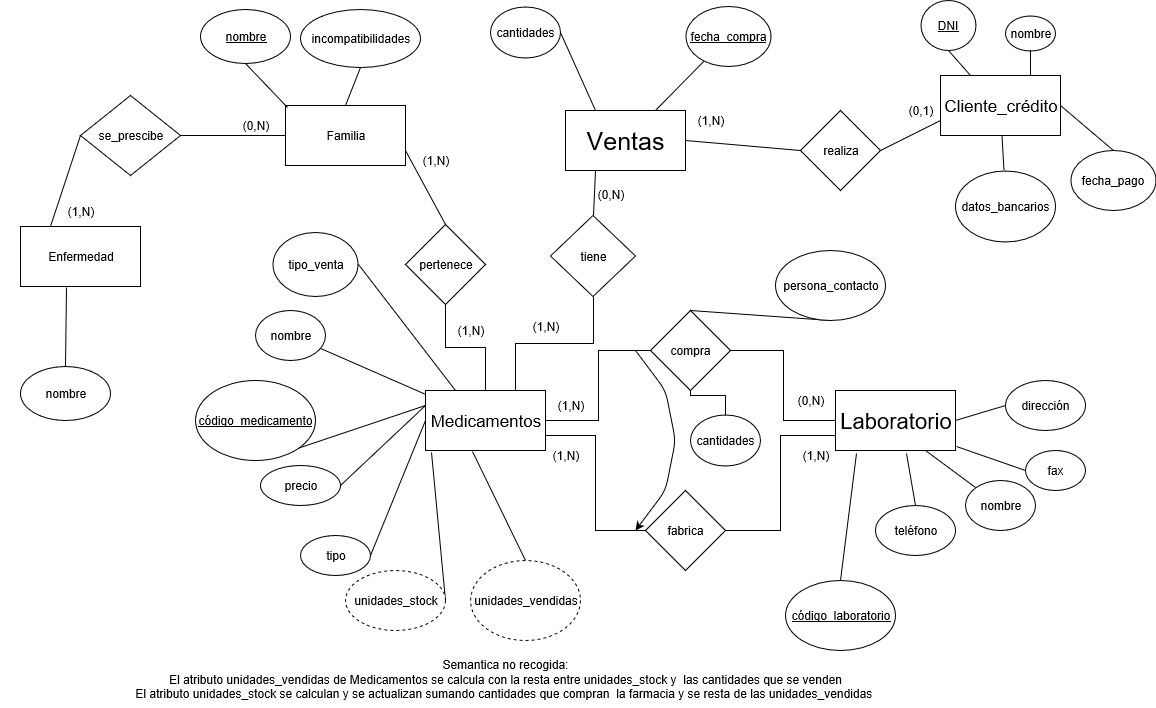 nombre
incompatibilidades
cantidades
fecha_compra
DNI
nombre
se_prescibe
(0,N)
Familia
(1,N)
Ventas
(1,N)
realiza
(0,1)
Cliente_crédito
datos_bancarios
fecha_pago
(1,N)
Enfermedad
nombre
tipo_venta
pertenece
(0,N)
tiene
(1,N)
(1,N)
persona_contacto
nombre
compra
código_medicamento
Medicamentos
(1,N)
(0,N)
cantidades
(1,N)
(1,N)
Laboratorio
dirección
fax
nombre
teléfono
código_laboratorio
precio
tipo
fabrica
unidades_stock
unidades_vendidas
Semantica no recogida:
El atributo unidades_vendidas de Medicamentos se calcula con la resta entre unidades_stock y las cantidades que se venden
El atributo unidades_stock se calculan y se actualizan sumando cantidades que compran la farmacia y se resta de las unidades_vendidas